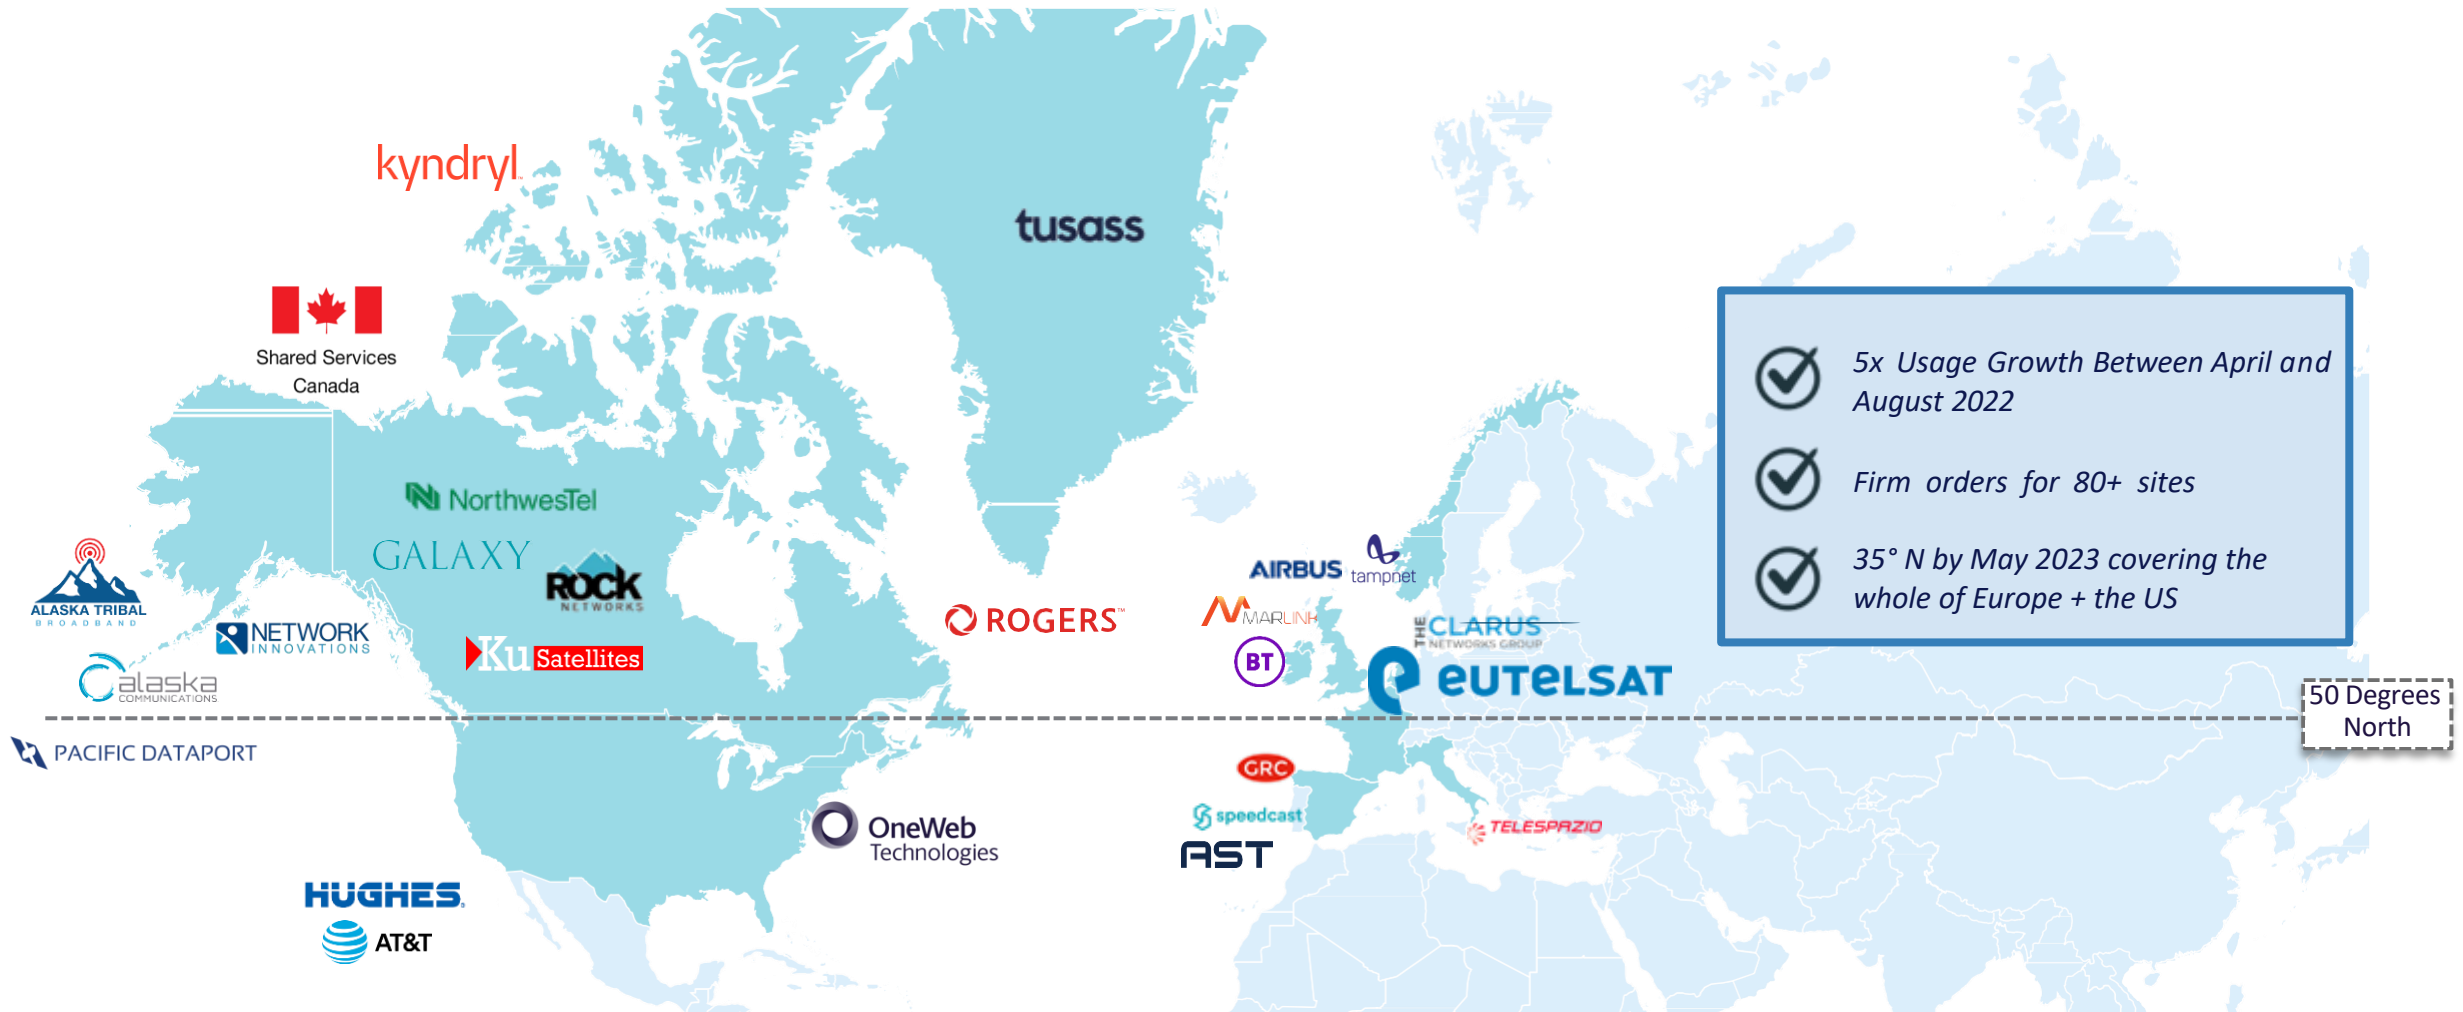 kyndryl
tusass
Shared Services
Canada
5x Usage Growth Between April and
August 2022
Firm orders for 80+ sites
35° N by May 2023 covering the
whole of Europe + the US
NorthwesTel
GALAXY
ROCK
NETWORKS
Ku Satellites
ALASKA TRIBAL
BROADBAND
NETWORK
INNOVATIONS
alaska
COMMUNICATIONS
ROGERS™
AIRBUS
tampnet
MARLINK
BT
THE CLARUS
NETWORKS GROUP
eutelsat
50 Degrees
North
PACIFIC DATAPORT
GRC
speedcast
AST
TELESPAZIO
OneWeb
Technologies
HUGHES®
AT&T